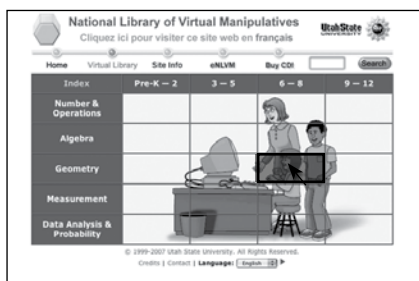 National Library of Virtual Manipulatives
Cliquez ici pour visiter ce site web en français
UtahState
UNIVERSITY
Home Virtual Library Site Info eNLVM Buy CD! Search
Index Pre-K – 2 3 – 5 6 – 8 9 – 12
Number &
Operations
Algebra
Geometry
Measurement
Data Analysis &
Probability
© 1999-2007 Utah State University. All Rights Reserved.
Credits | Contact | Language: English